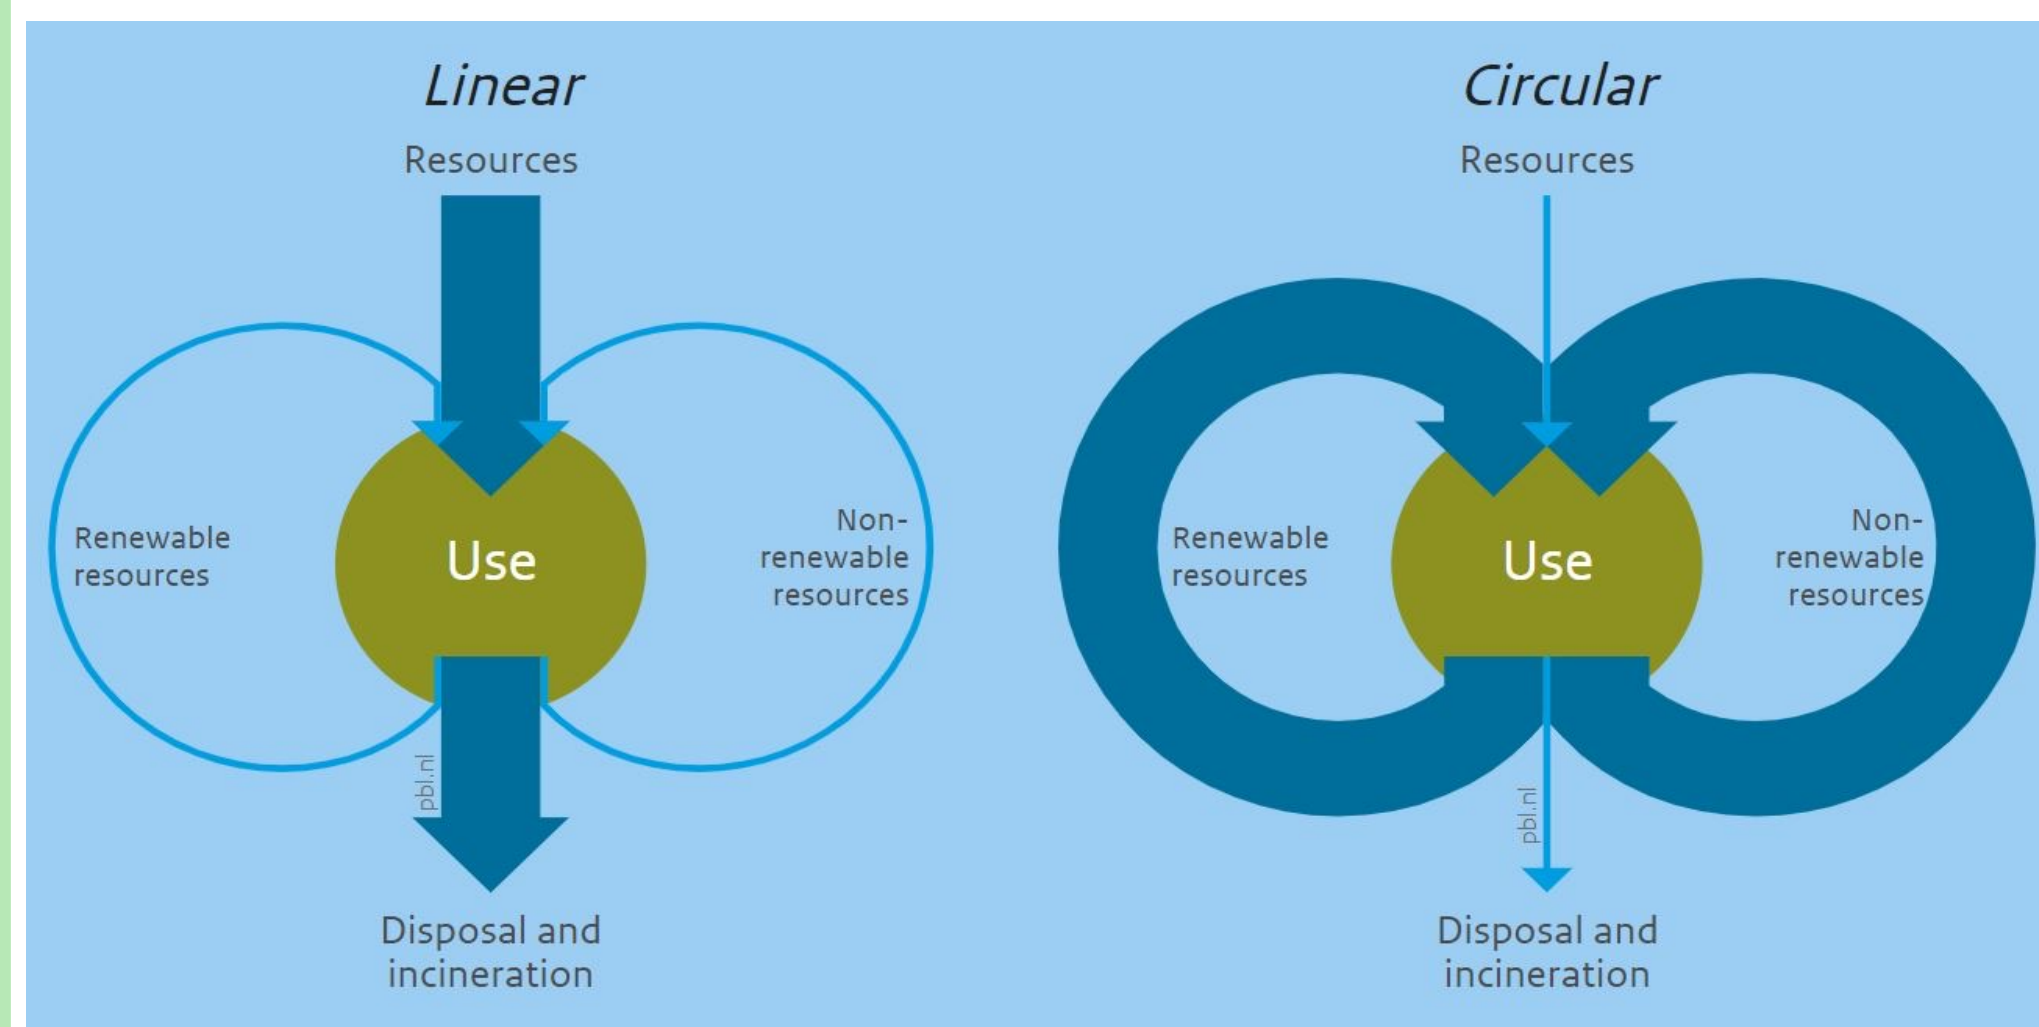 Linear
Resources
Renewable
resources
Use
Non-
renewable
resources
pbl.nl
Disposal and
incineration
Circular
Resources
Renewable
resources
Use
Non-
renewable
resources
pbl.nl
Disposal and
incineration